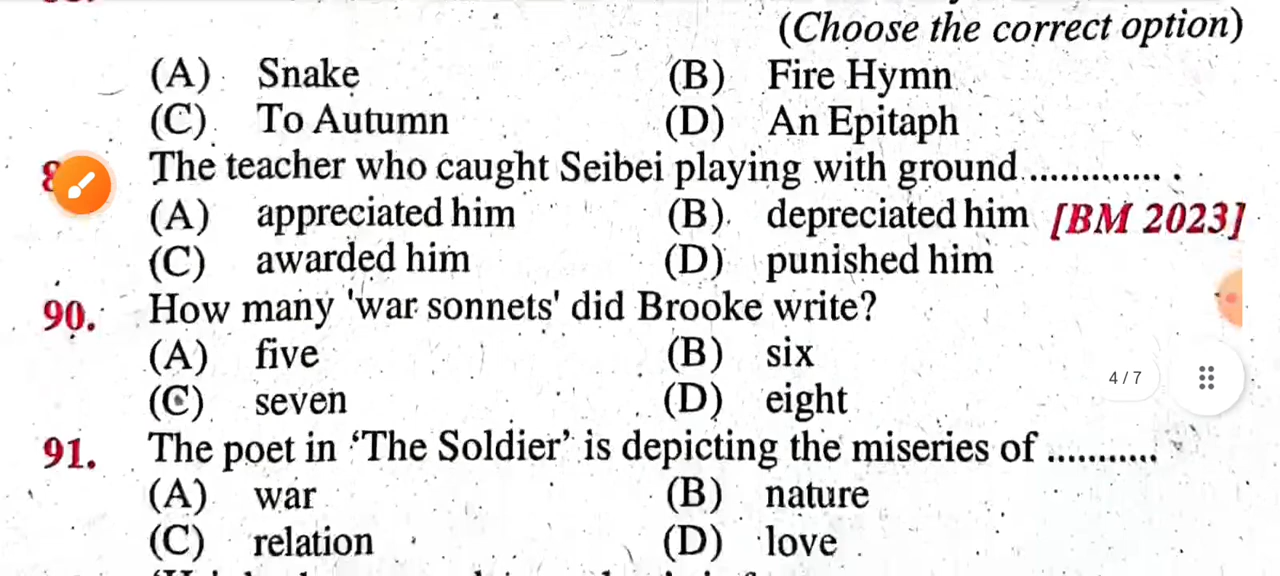 (Choose the correct option)
(A) Snake (B) Fire Hymn
(C) To Autumn (D) An Epitaph
The teacher who caught Seibei playing with ground ............. .
(A) appreciated him (B) depreciated him [BM 2023]
(C) awarded him (D) punished him
90. How many 'war sonnets' did Brooke write?
(A) five (B) six
4/7
(C) seven (D) eight
91. The poet in ‘The Soldier’ is depicting the miseries of ...........
(A) war (B) nature
(C) relation (D) love